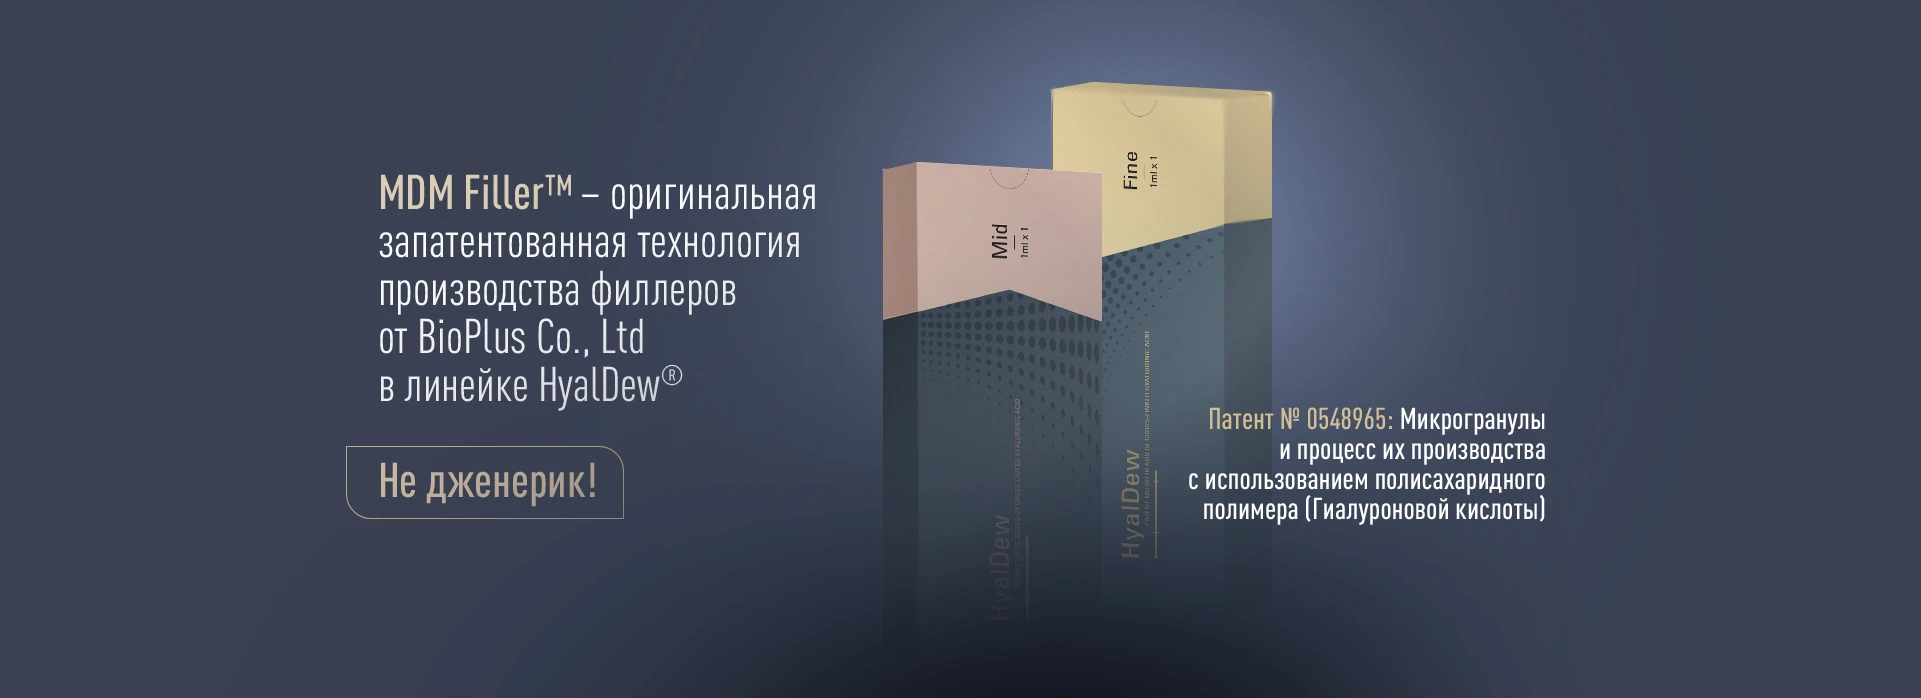 MDM Filler™ – оригинальная
запатентованная технология
производства филлеров
от BioPlus Co., Ltd
в линейке HyalDew®
Не дженерик!
Mid
1ml x 1
HyalDew
Fine
1ml x 1
HyalDew
Патент № 0548965: Микрогранулы
и процесс их производства
с использованием полисахаридного
полимера (Гиалуроновой кислоты)